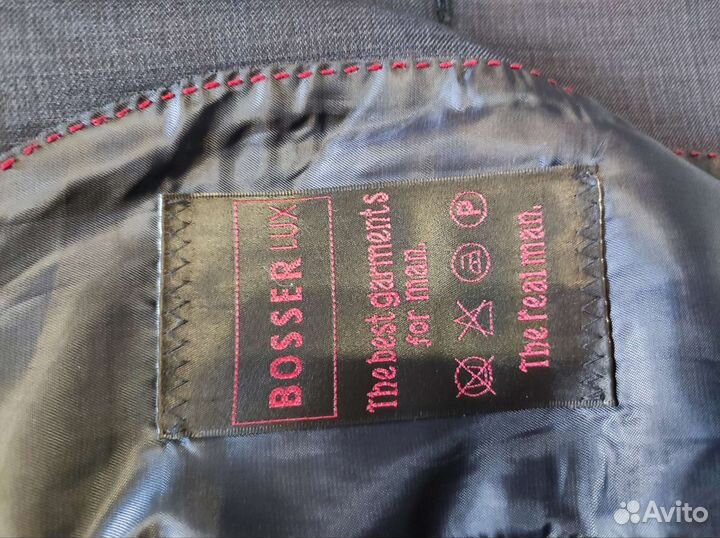 BOSSER LUX
The best garments
for man.
P
The real man.
Avito